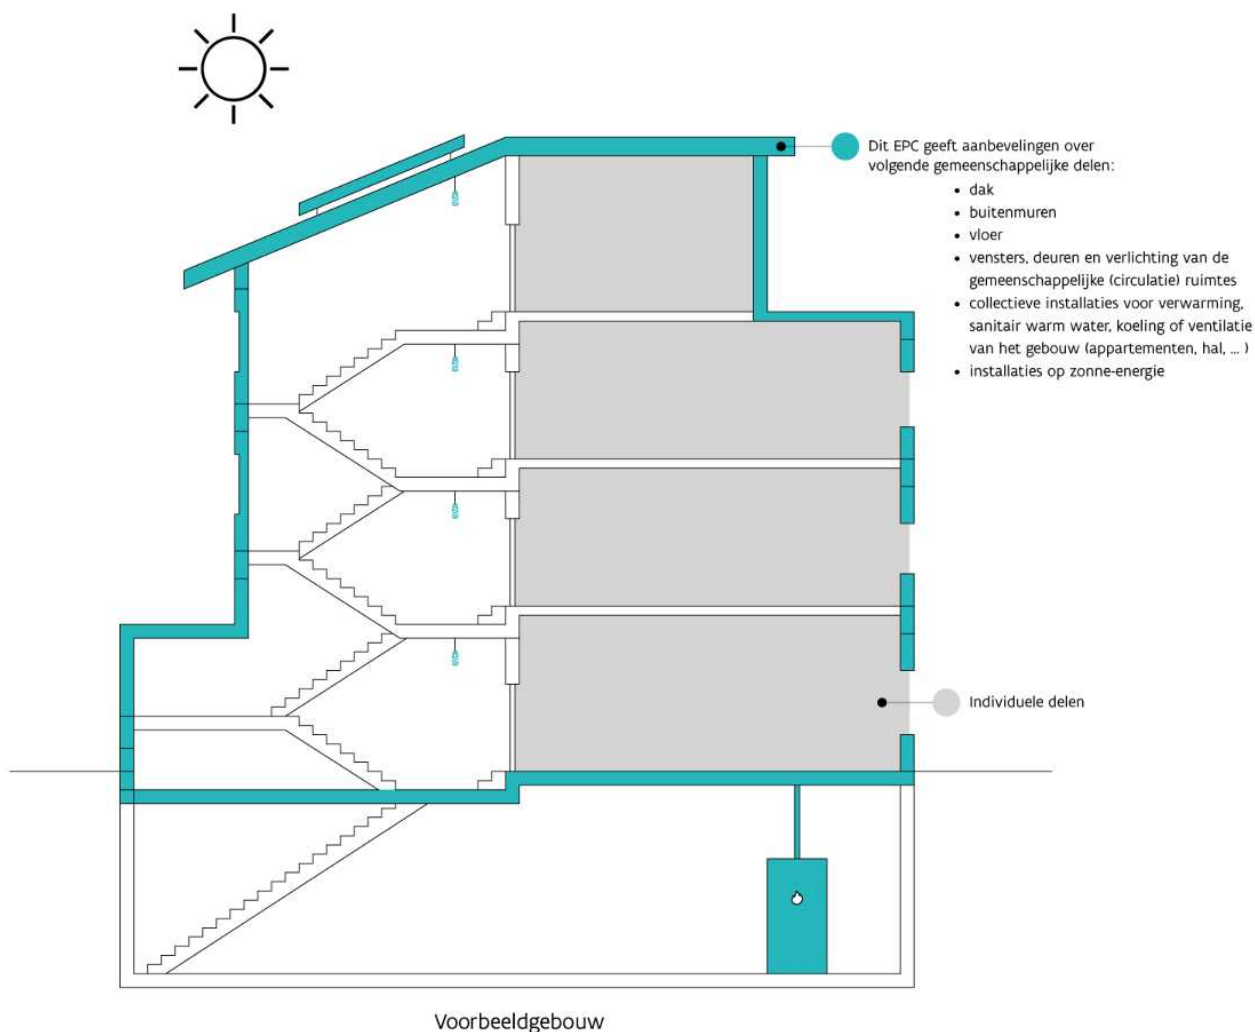 Dit EPC geeft aanbevelingen over
volgende gemeenschappelijke delen:
• dak
• buitenmuren
• vloer
• vensters, deuren en verlichting van de
gemeenschappelijke (circulatie) ruimtes
• collectieve installaties voor verwarming,
sanitair warm water, koeling of ventilatie
van het gebouw (appartementen, hal, ... )
• installaties op zonne-energie
Individuele delen
Voorbeeldgebouw